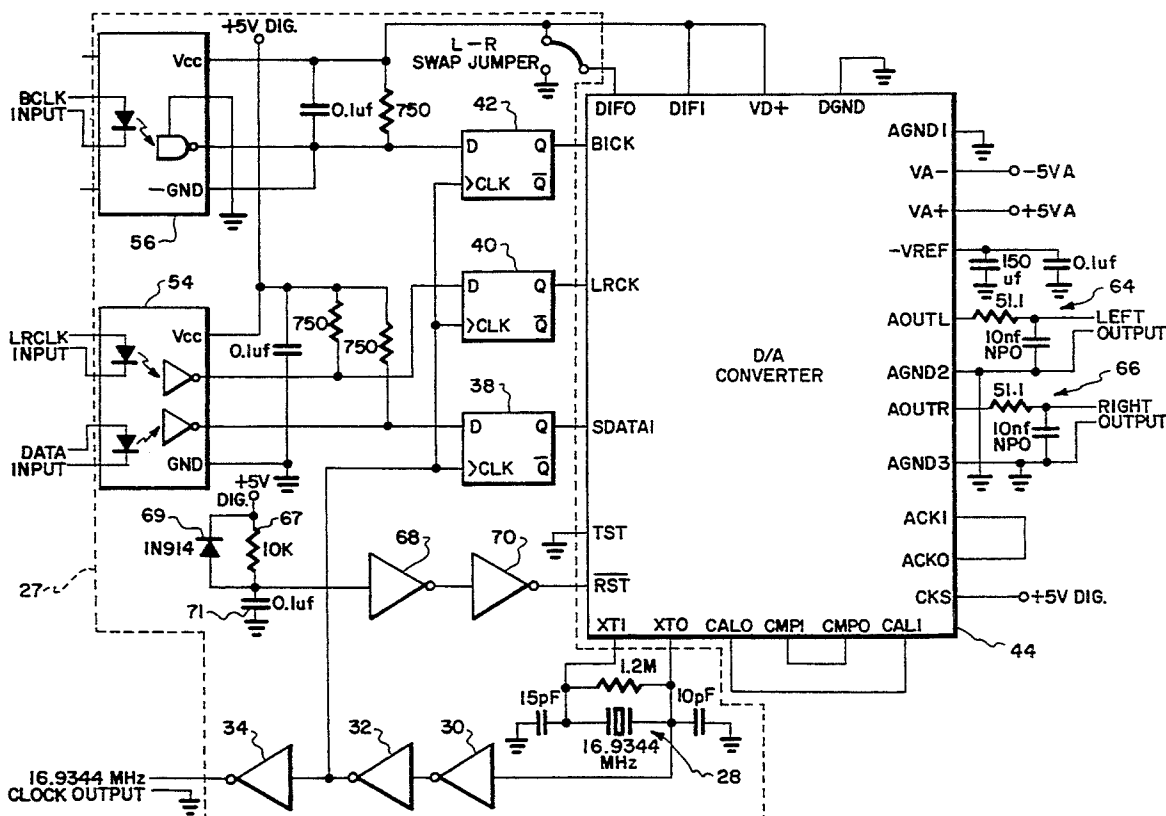 +5V DIG.
L-R
SWAP JUMPER
Vcc
BCLK
INPUT
0.1uf
750
42
DIFO
DIFI
VD+
DGND
AGND1
D
Q
BICK
>CLK
Q
-GND
VA-
-5VA
VA+
+5VA
56
40
-VREF
150
uf
0.1uf
54
D
Q
LRCK
64
LRCLK
INPUT
Vcc
750
0.1uf
750
>CLK
Q
51.1
AOUTL
LEFT
OUTPUT
10nf
NPO
D/A
CONVERTER
AGND2
66
38
51.1
AOUTR
RIGHT
OUTPUT
10nf
NPO
D
Q
SDATA1
DATA
INPUT
GND
>CLK
Q
AGND3
+5V
DIG.
69
67
ACK1
1N914
10K
68
70
TST
ACKO
27
RST
71
0.1uf
CKS
+5V DIG.
XTI
XTO
CALO
CMPI
CMPO
CALI
44
1.2M
15pF
10pF
34
32
30
16.9344
MHz
28
16.9344 MHz
CLOCK OUTPUT